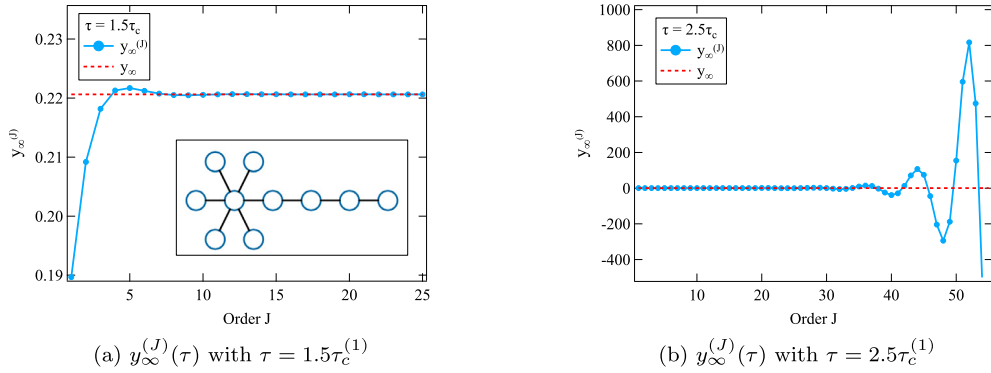 0.23
0.22
0.21
0.20
0.19
y∞(J)
τ = 1.5τc
y∞(J)
y∞
5
10
15
20
25
Order J
(a) y∞(J)(τ) with τ = 1.5τc(1)
1000
800
600
400
200
0
-200
-400
y∞(J)
τ = 2.5τc
y∞(J)
y∞
10
20
30
40
50
Order J
(b) y∞(J)(τ) with τ = 2.5τc(1)